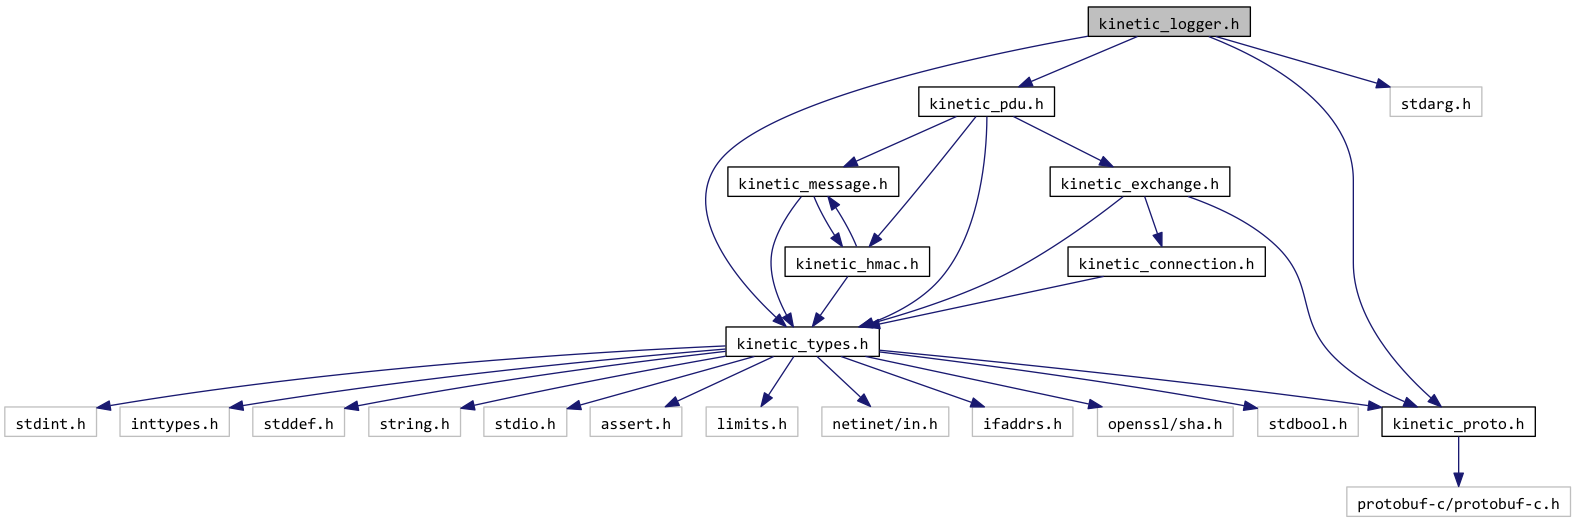 kinetic_logger.h
kinetic_pdu.h
stdarg.h
kinetic_message.h
kinetic_exchange.h
kinetic_hmac.h
kinetic_connection.h
kinetic_types.h
stdint.h
inttypes.h
stddef.h
string.h
stdio.h
assert.h
limits.h
netinet/in.h
ifaddrs.h
openssl/sha.h
stdbool.h
kinetic_proto.h
protobuf-c/protobuf-c.h